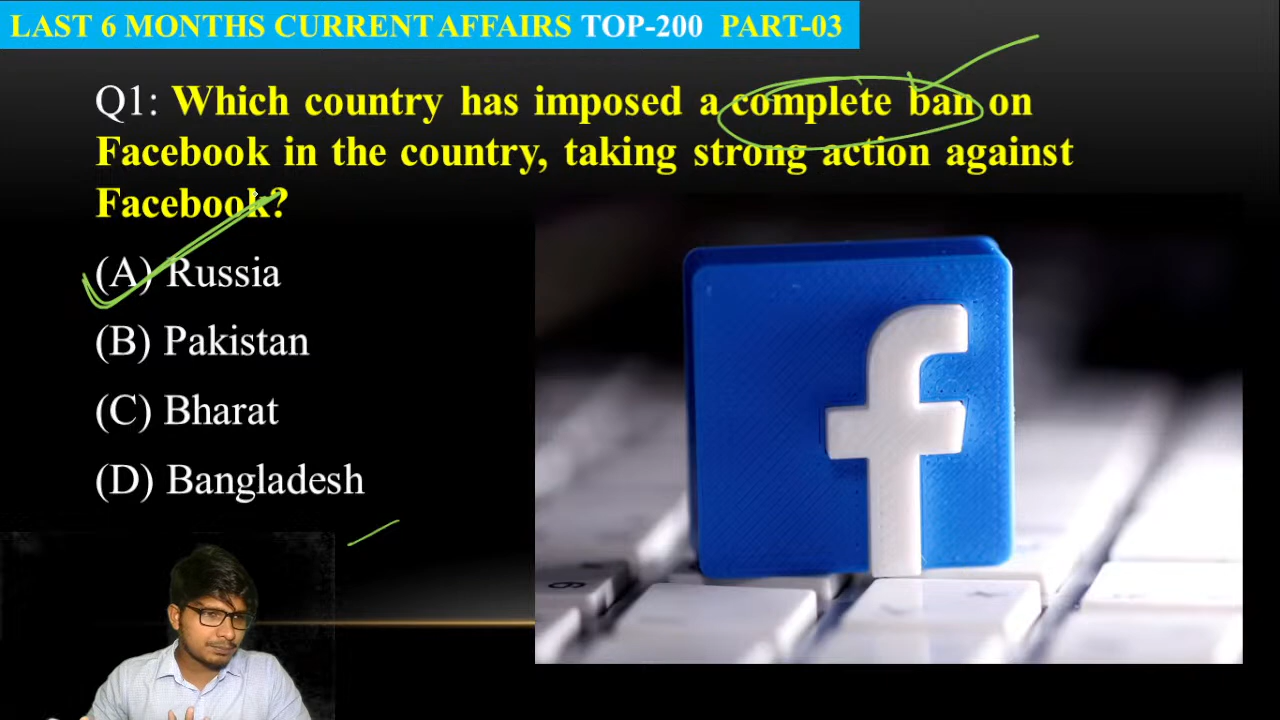 LAST 6 MONTHS CURRENT AFFAIRS TOP-200 PART-03
Q1: Which country has imposed a complete ban on
Facebook in the country, taking strong action against
Facebook?
(A) Russia
(B) Pakistan
(C) Bharat
(D) Bangladesh